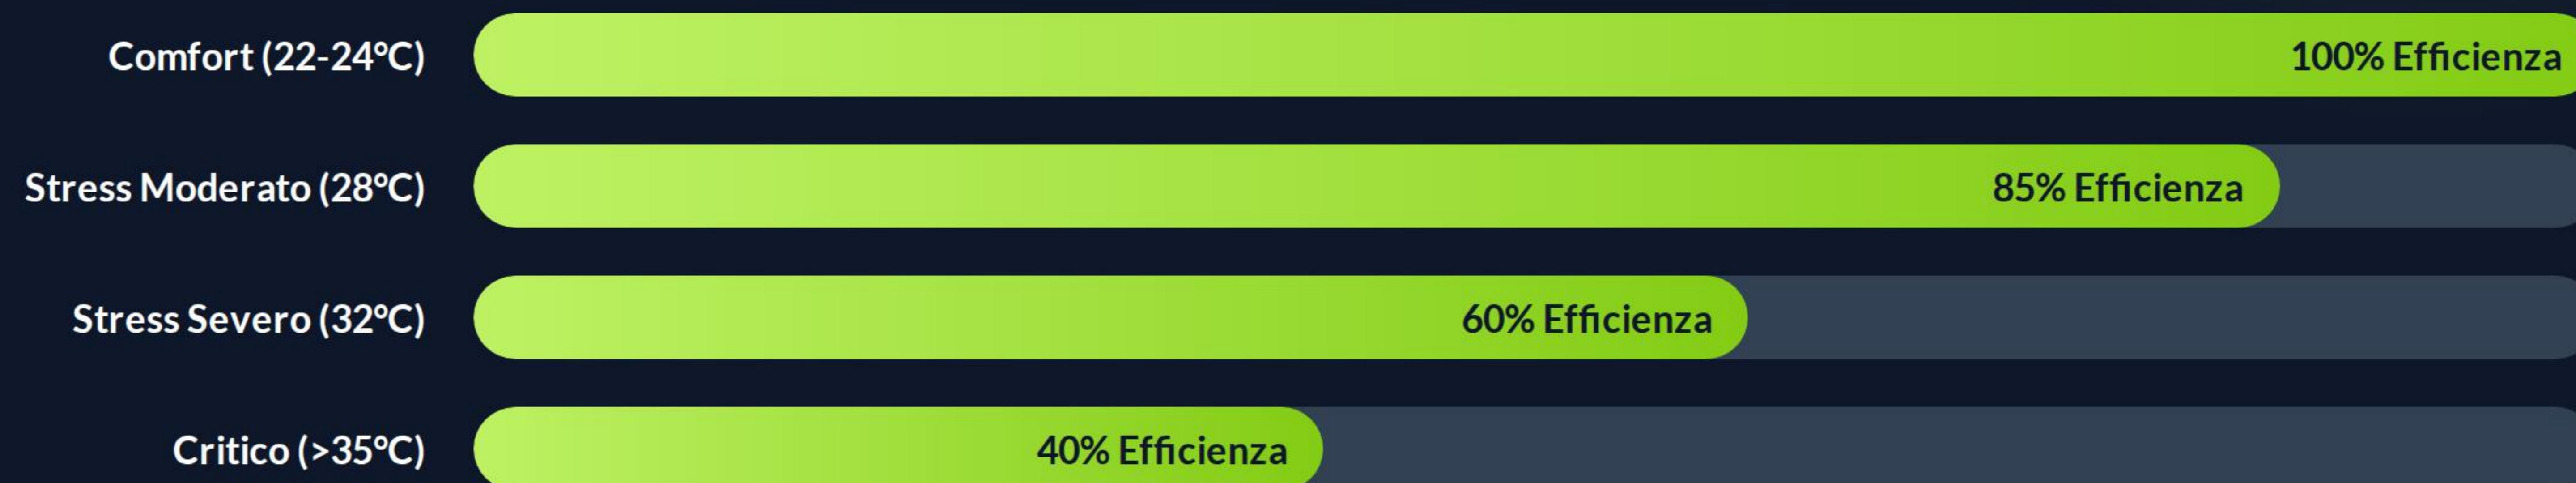 Comfort (22-24°C) 100% Efficienza
Stress Moderato (28°C) 85% Efficienza
Stress Severo (32°C) 60% Efficienza
Critico (>35°C) 40% Efficienza